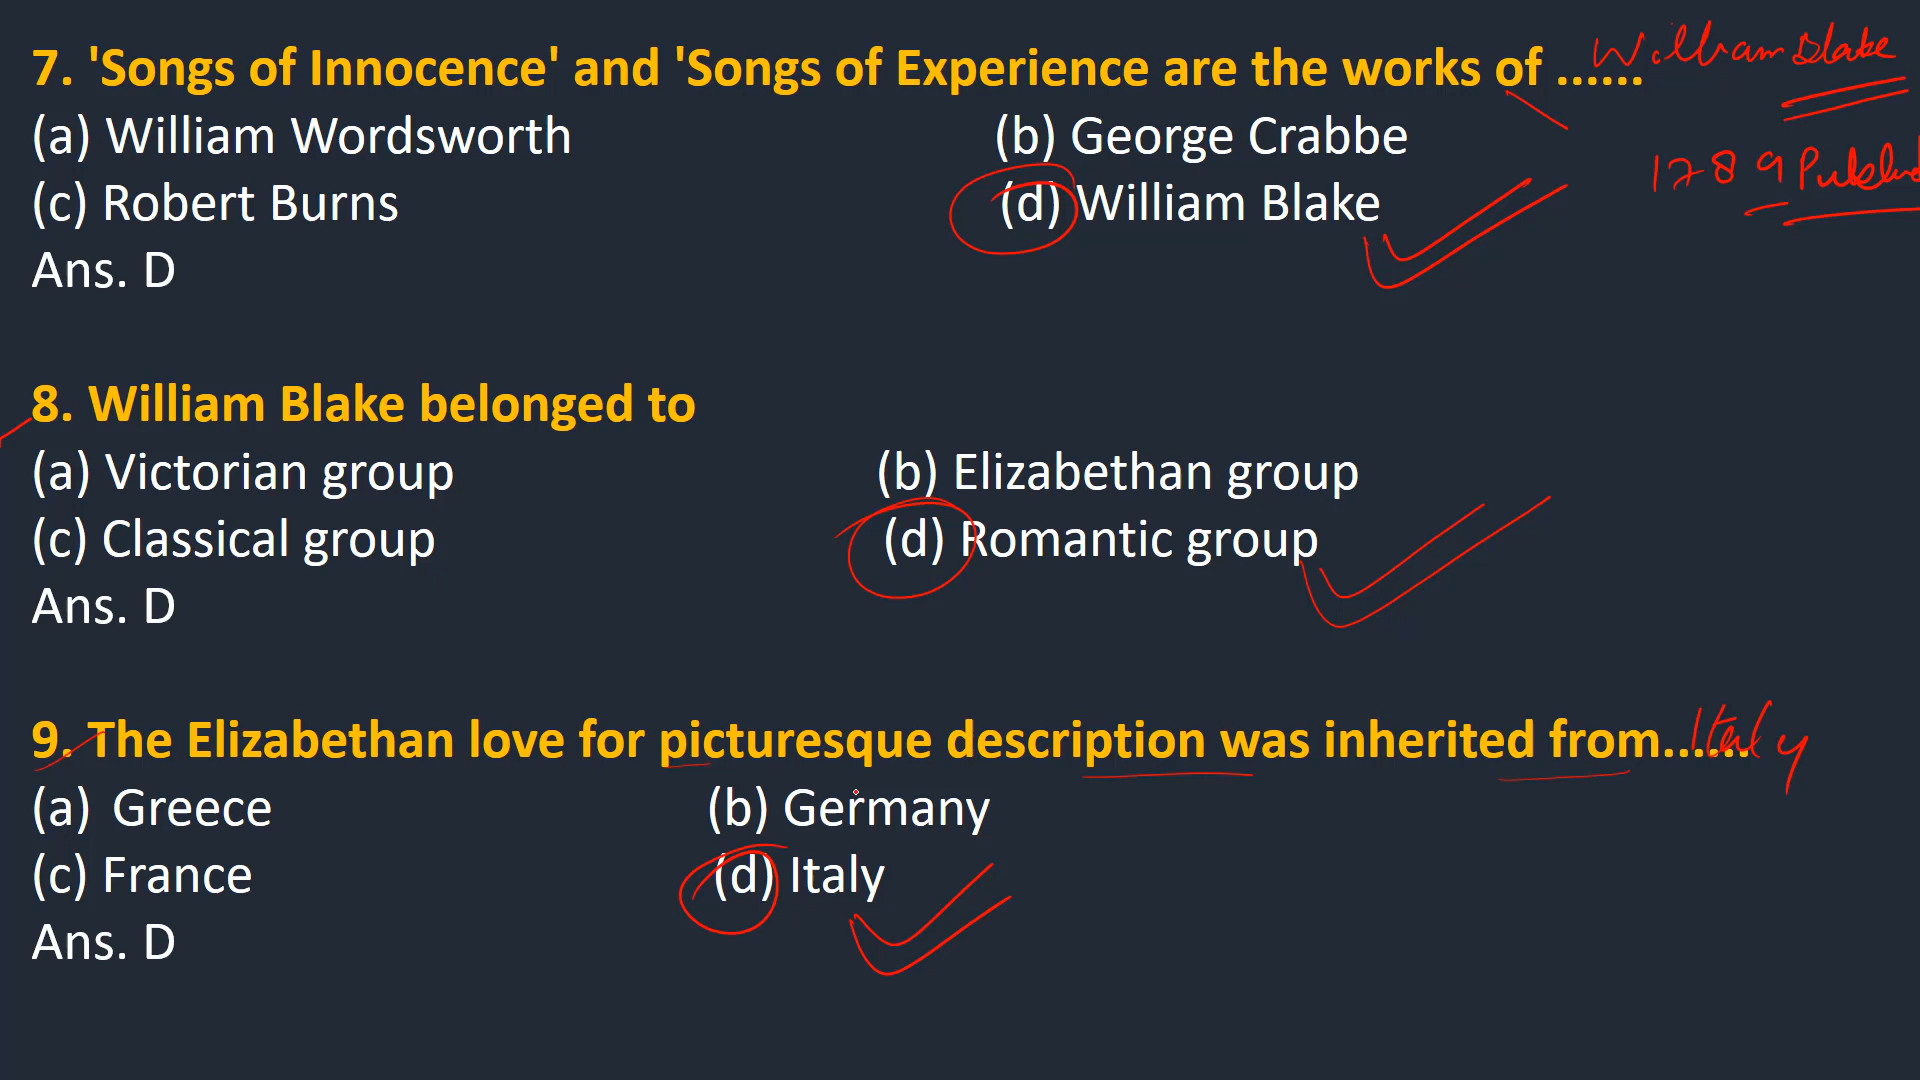 7. 'Songs of Innocence' and 'Songs of Experience are the works of ......
William Blake
(a) William Wordsworth (b) George Crabbe
1789
(c) Robert Burns (d) William Blake
Ans. D
8. William Blake belonged to
(a) Victorian group (b) Elizabethan group
(c) Classical group (d) Romantic group
Ans. D
9. The Elizabethan love for picturesque description was inherited from.......
Italy
(a) Greece (b) Germany
(c) France (d) Italy
Ans. D